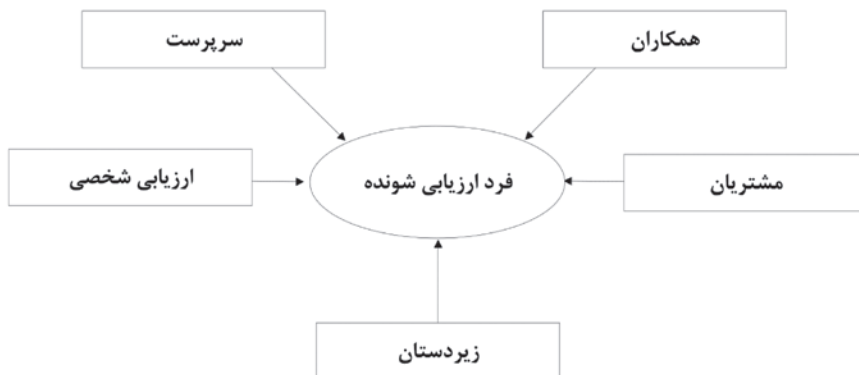 همکاران
سرپرست
مشتریان
فرد ارزیابی شونده
ارزیابی شخصی
زیردستان